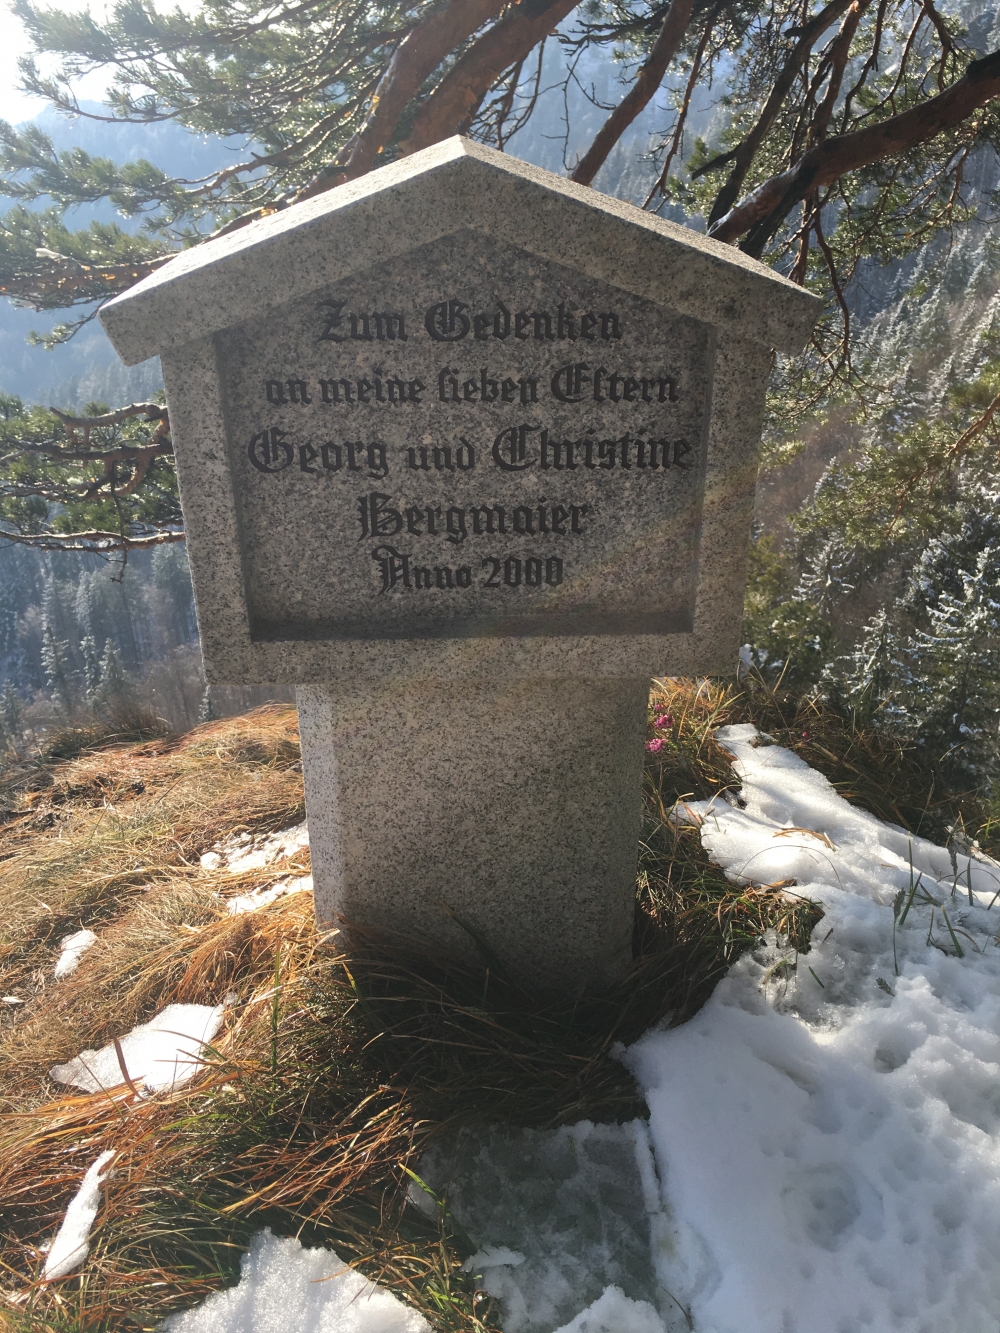 Zum Gedenken
an meine lieben Eltern
Georg und Christine
Bergmaier
Anno 2000